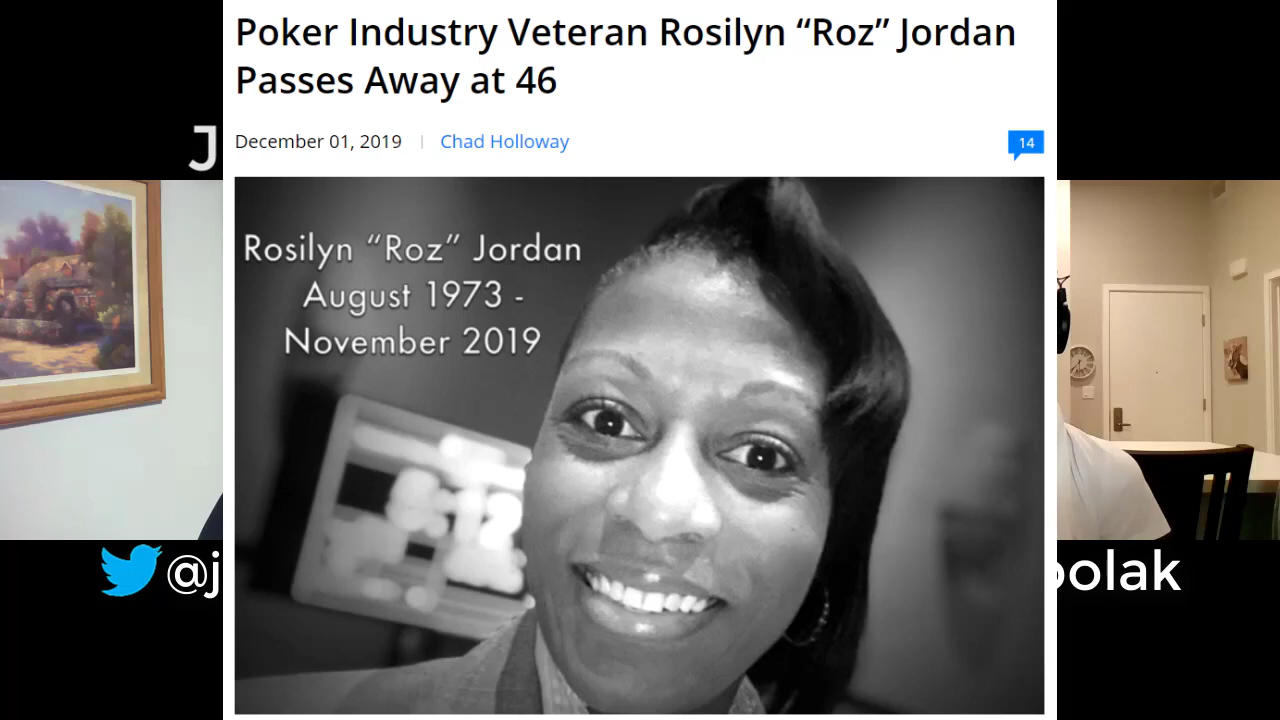 Poker Industry Veteran Rosilyn “Roz” Jordan
Passes Away at 46
December 01, 2019
Chad Holloway
14
Rosilyn “Roz” Jordan
August 1973 -
November 2019
J
@j
polak